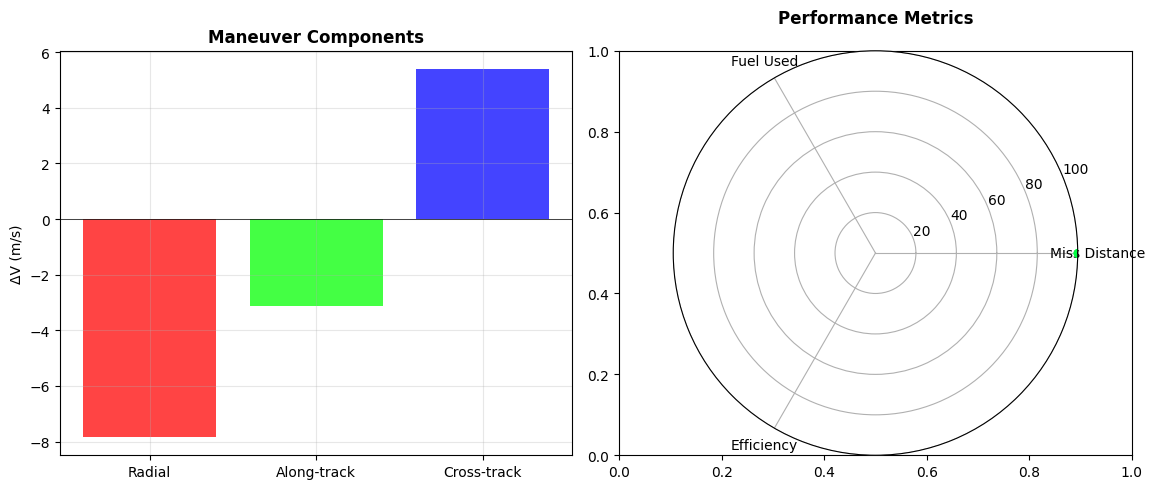 Maneuver Components
ΔV (m/s)
6
4
2
0
−2
−4
−6
−8
Radial
Along-track
Cross-track
Performance Metrics
1.0
0.8
0.6
0.4
0.2
0.0
0.0
0.2
0.4
0.6
0.8
1.0
Fuel Used
100
80
60
40
20
Miss Distance
Efficiency